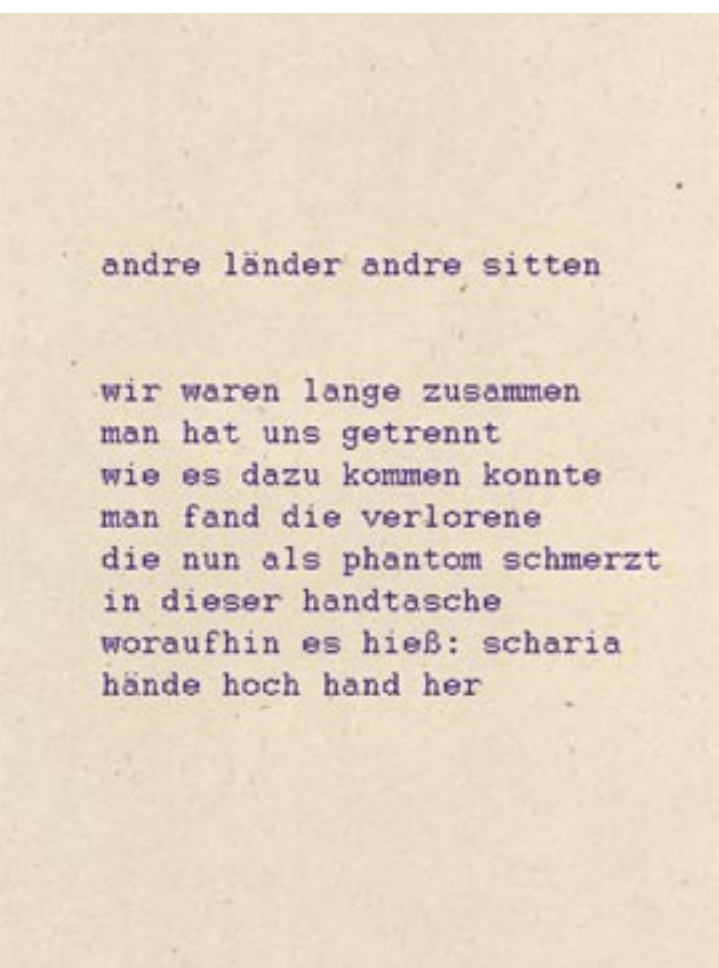 andre länder andre sitten
wir waren lange zusammen
man hat uns getrennt
wie es dazu kommen konnte
man fand die verlorene
die nun als phantom schmerzt
in dieser handtasche
woraufhin es hieß: scharia
hände hoch hand her